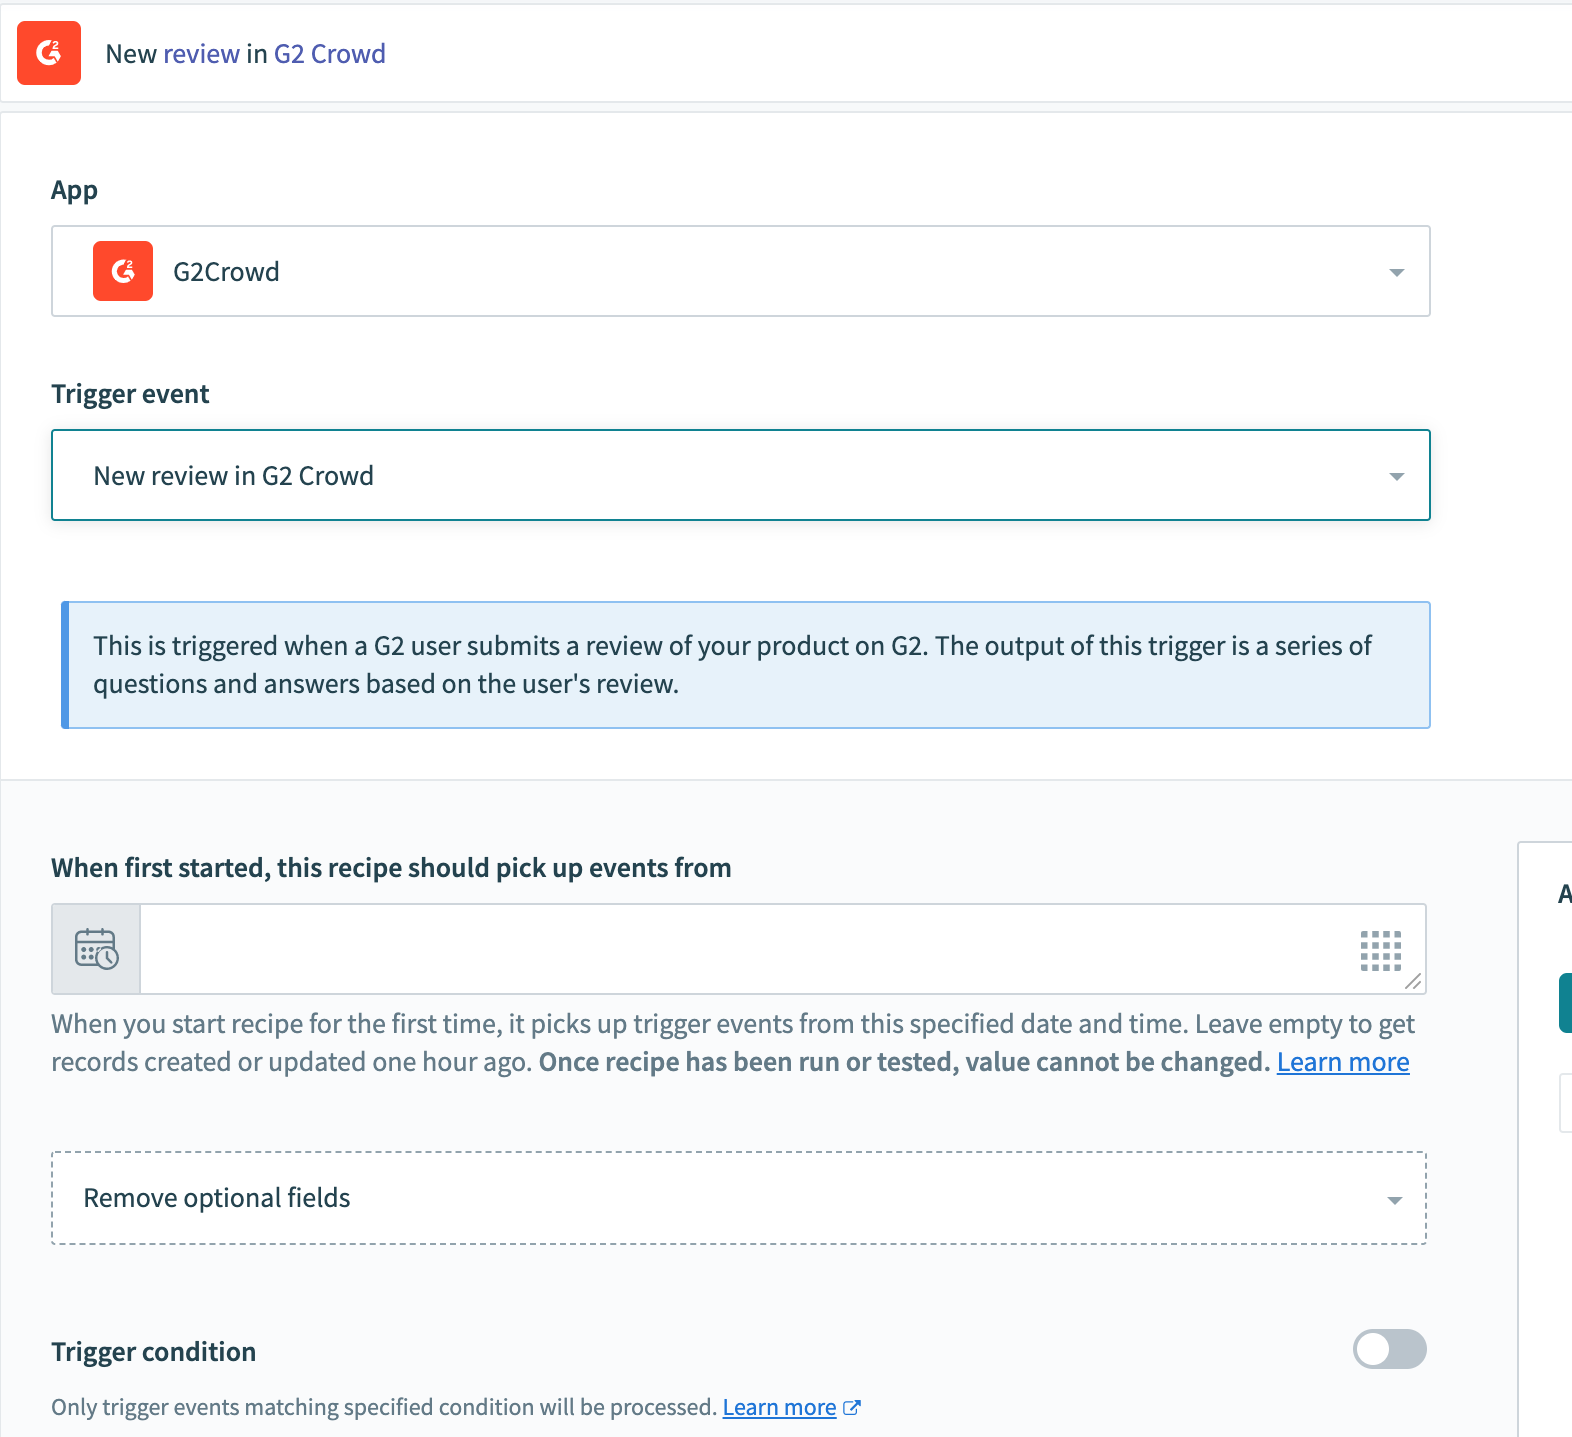 New review in G2 Crowd
App
G2Crowd
Trigger event
New review in G2 Crowd
This is triggered when a G2 user submits a review of your product on G2. The output of this trigger is a series of
questions and answers based on the user's review.
When first started, this recipe should pick up events from
When you start recipe for the first time, it picks up trigger events from this specified date and time. Leave empty to get
records created or updated one hour ago. Once recipe has been run or tested, value cannot be changed. Learn more
Remove optional fields
Trigger condition
Only trigger events matching specified condition will be processed. Learn more